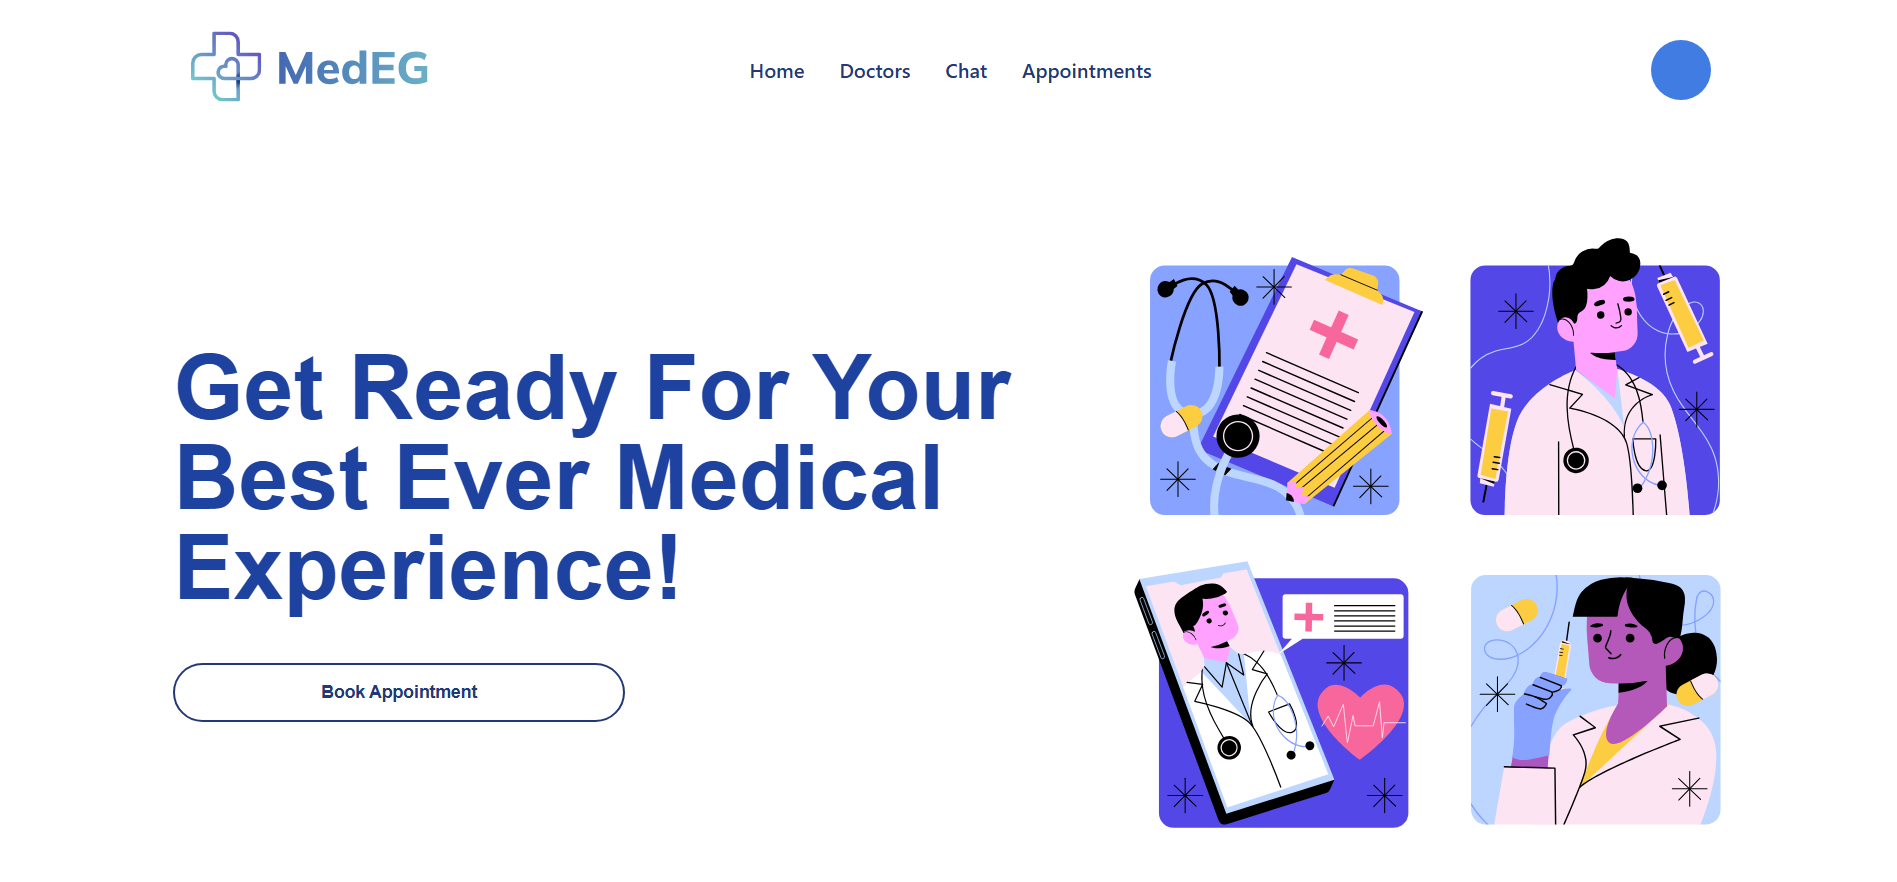 MedEG
Home
Doctors
Chat
Appointments
Get Ready For Your
Best Ever Medical
Experience!
Book Appointment